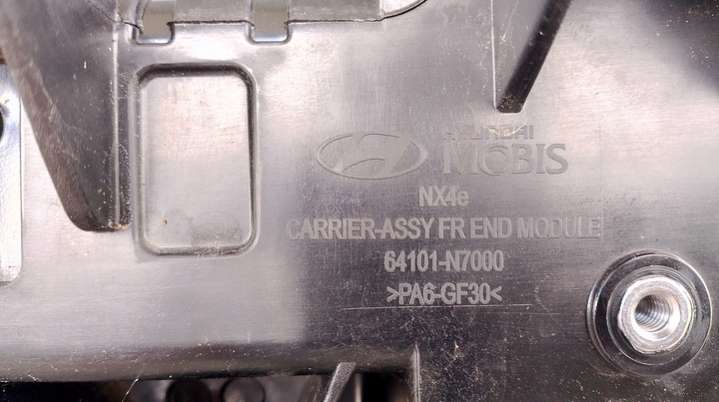 HYUNDAI
MOBIS
NX4e
CARRIER-ASSY FR END MODULE
64101-N7000
>PA6-GF30<